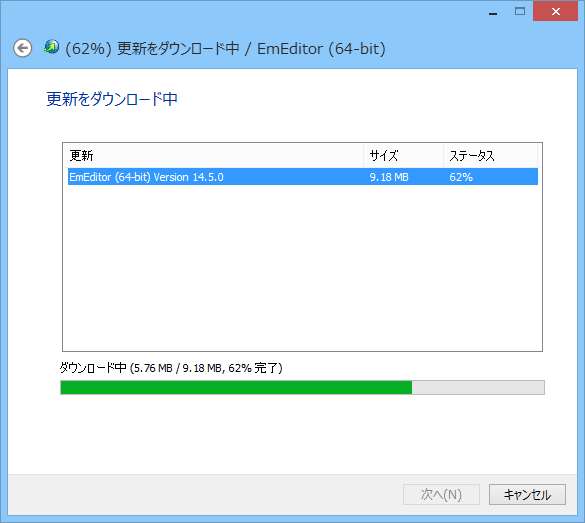 (62%) 更新をダウンロード中 / EmEditor (64-bit)
更新をダウンロード中
更新 サイズ ステータス
EmEditor (64-bit) Version 14.5.0 9.18 MB 62%
ダウンロード中 (5.76 MB / 9.18 MB, 62% 完了)
次へ(N) キャンセル